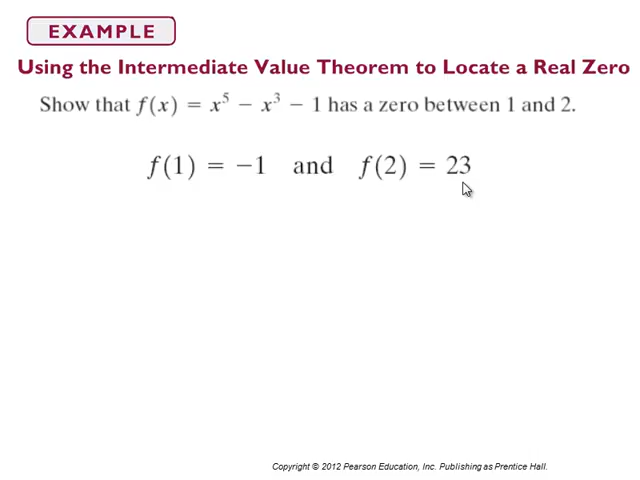 EXAMPLE
Using the Intermediate Value Theorem to Locate a Real Zero
Show that f(x) = x⁵ − x³ − 1 has a zero between 1 and 2.
f(1) = −1 and f(2) = 23
Copyright © 2012 Pearson Education, Inc. Publishing as Prentice Hall.